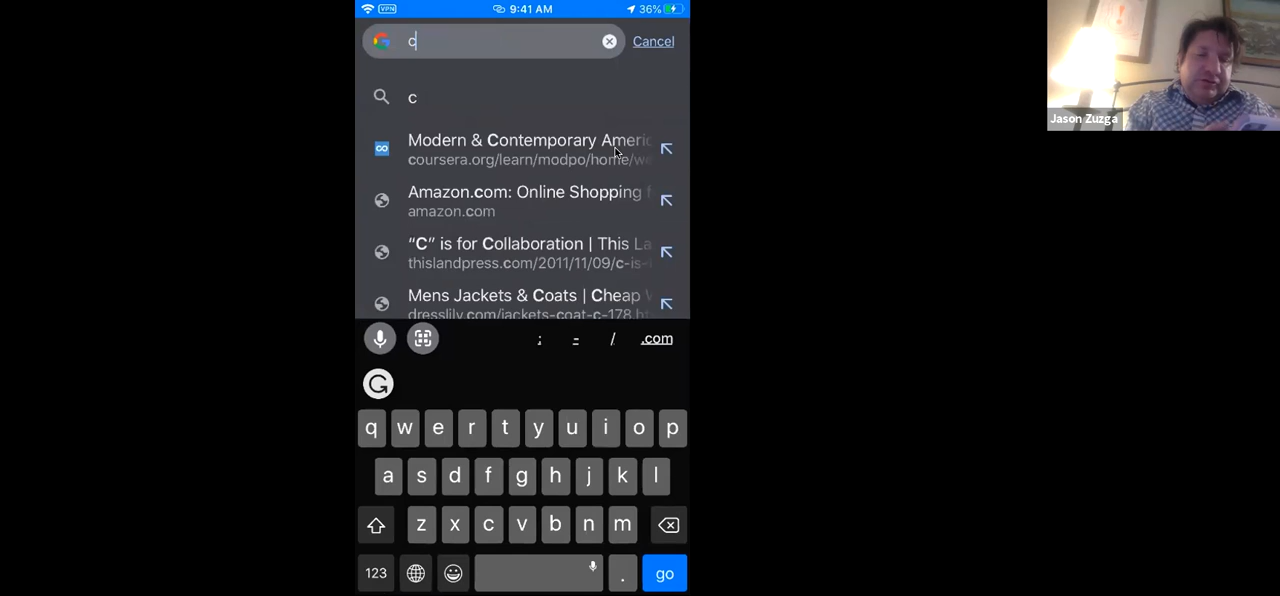 VPN 9:41 AM 36%
c Cancel
c
Modern & Contemporary Ameri
coursera.org/learn/modpo/home/we
Amazon.com: Online Shopping f
amazon.com
“C” is for Collaboration | This La
thislandpress.com/2011/11/09/c-is-
Mens Jackets & Coats | Cheap
dresslily.com/jackets-coat-c-178.ht
: - / .com
q w e r t y u i o p
a s d f g h j k l
z x c v b n m
123 . go
Jason Zuzga